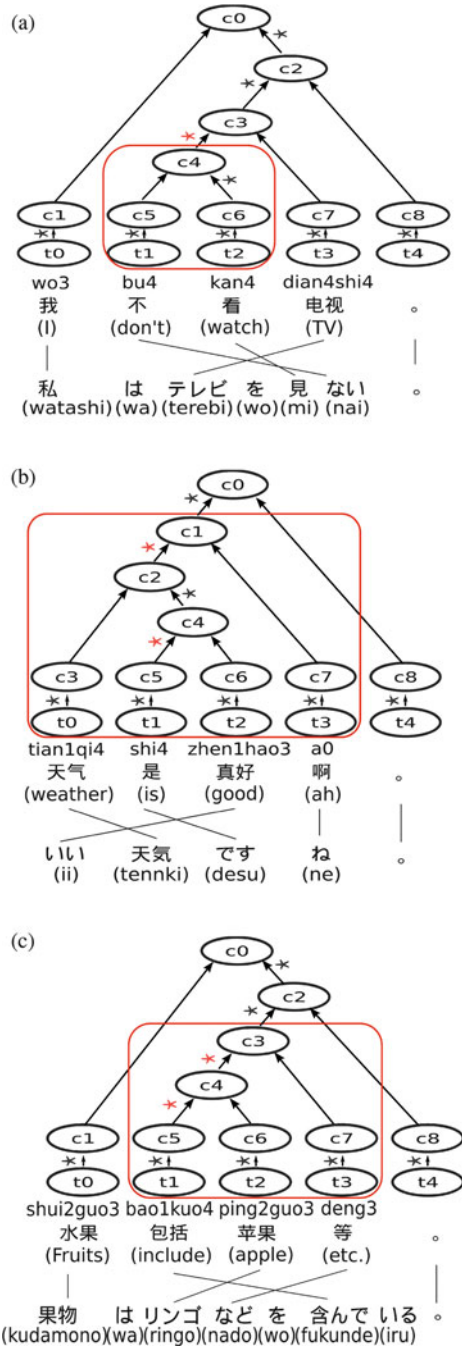 (a)
c0
c2
c3
c4
c1 c5 c6 c7 c8
t0 t1 t2 t3 t4
wo3 bu4 kan4 dian4shi4
我 不 看 电视 。
(I) (don't) (watch) (TV)
私 は テレビ を 見 ない 。
(watashi) (wa) (terebi) (wo) (mi) (nai)
(b)
c0
c1
c2
c4
c3 c5 c6 c7 c8
t0 t1 t2 t3 t4
tian1qi4 shi4 zhen1hao3 a0
天气 是 真好 啊 。
(weather) (is) (good) (ah)
いい 天気 です ね 。
(ii) (tennki) (desu) (ne)
(c)
c0
c2
c3
c4
c1 c5 c6 c7 c8
t0 t1 t2 t3 t4
shui2guo3 bao1kuo4 ping2guo3 deng3
水果 包括 苹果 等 。
(Fruits) (include) (apple) (etc.)
果物 は リンゴ など を 含んで いる 。
(kudamono)(wa)(ringo)(nado)(wo)(fukunde)(iru)